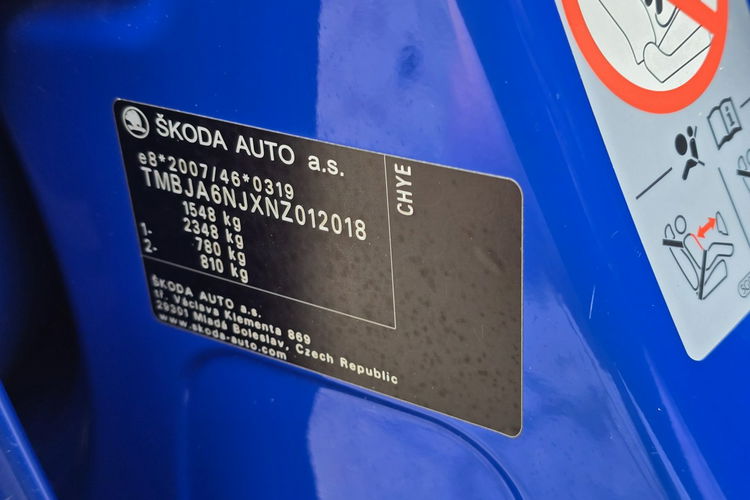 ŠKODA AUTO a.s.
e8*2007/46*0319
TMBJA6NJXNZ012018
1548 kg
1- 2348 kg
2- 780 kg
810 kg
CHYE
ŠKODA AUTO a.s.
tř. Václava Klementa 869
29301 Mladá Boleslav, Czech Republic
www.skoda-auto.com